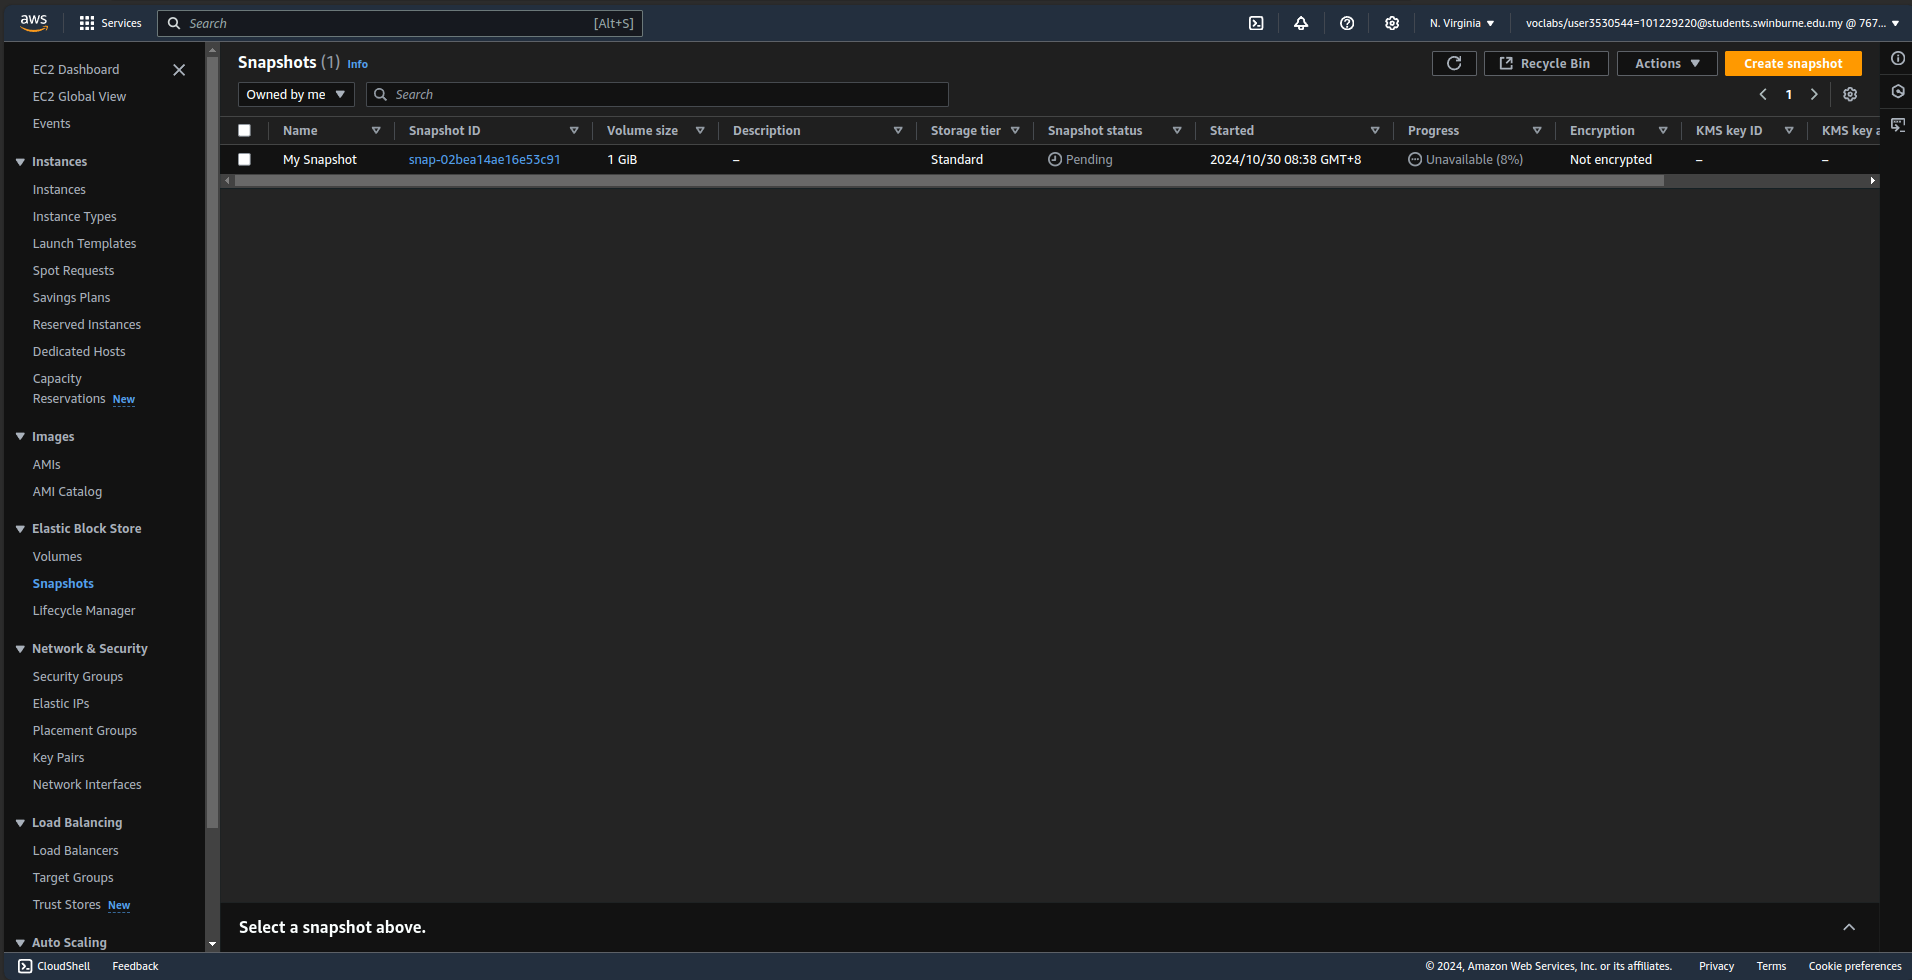 aws
Services
Search [Alt+S]
N. Virginia
voclabs/user3530544=101229220@students.swinburne.edu.my @ 767...
EC2 Dashboard
EC2 Global View
Events
Instances
Instances
Instance Types
Launch Templates
Spot Requests
Savings Plans
Reserved Instances
Dedicated Hosts
Capacity
Reservations New
Images
AMIs
AMI Catalog
Elastic Block Store
Volumes
Snapshots
Lifecycle Manager
Network & Security
Security Groups
Elastic IPs
Placement Groups
Key Pairs
Network Interfaces
Load Balancing
Load Balancers
Target Groups
Trust Stores New
Auto Scaling
Snapshots (1) Info
Recycle Bin
Actions
Create snapshot
Owned by me
Search
1
Name Snapshot ID Volume size Description Storage tier Snapshot status Started Progress Encryption KMS key ID KMS key a
My Snapshot snap-02bea14ae16e53c91 1 GiB – Standard Pending 2024/10/30 08:38 GMT+8 Unavailable (8%) Not encrypted – –
Select a snapshot above.
CloudShell Feedback
© 2024, Amazon Web Services, Inc. or its affiliates. Privacy Terms Cookie preferences